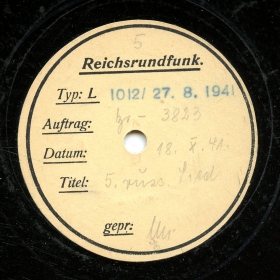 5
Reichsrundfunk.
Typ: L 1012/ 27. 8. 1941
Auftrag: - 3823
Datum: 18. X. 41.
Titel: 5. russ. Lied
gepr: